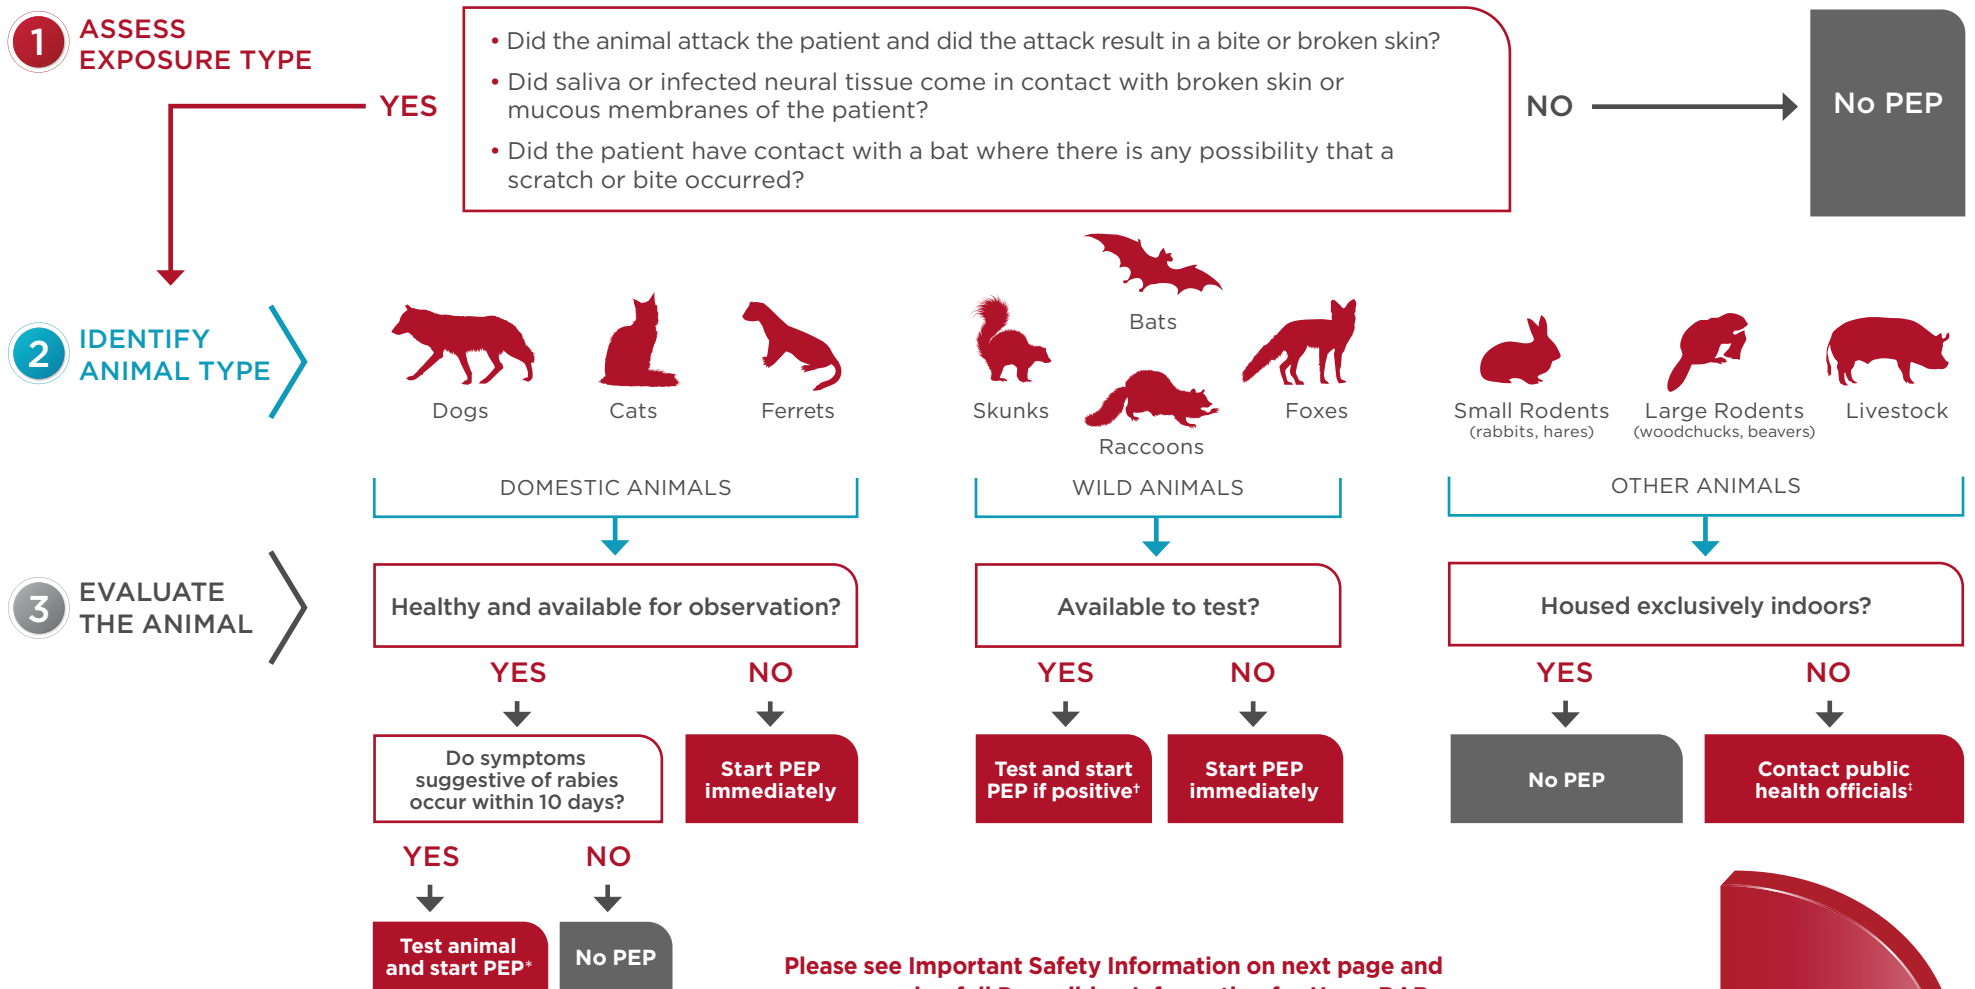 1 ASSESS
EXPOSURE TYPE
• Did the animal attack the patient and did the attack result in a bite or broken skin?
• Did saliva or infected neural tissue come in contact with broken skin or
mucous membranes of the patient?
• Did the patient have contact with a bat where there is any possibility that a
scratch or bite occurred?
YES
NO
No PEP
2 IDENTIFY
ANIMAL TYPE
Dogs
Cats
Ferrets
Skunks
Bats
Raccoons
Foxes
Small Rodents
(rabbits, hares)
Large Rodents
(woodchucks, beavers)
Livestock
DOMESTIC ANIMALS
WILD ANIMALS
OTHER ANIMALS
3 EVALUATE
THE ANIMAL
Healthy and available for observation?
YES
NO
Do symptoms
suggestive of rabies
occur within 10 days?
Start PEP
immediately
YES
NO
Test animal
and start PEP*
No PEP
Available to test?
YES
NO
Test and start
PEP if positive†
Start PEP
immediately
Housed exclusively indoors?
YES
NO
No PEP
Contact public
health officials‡
Please see Important Safety Information on next page and